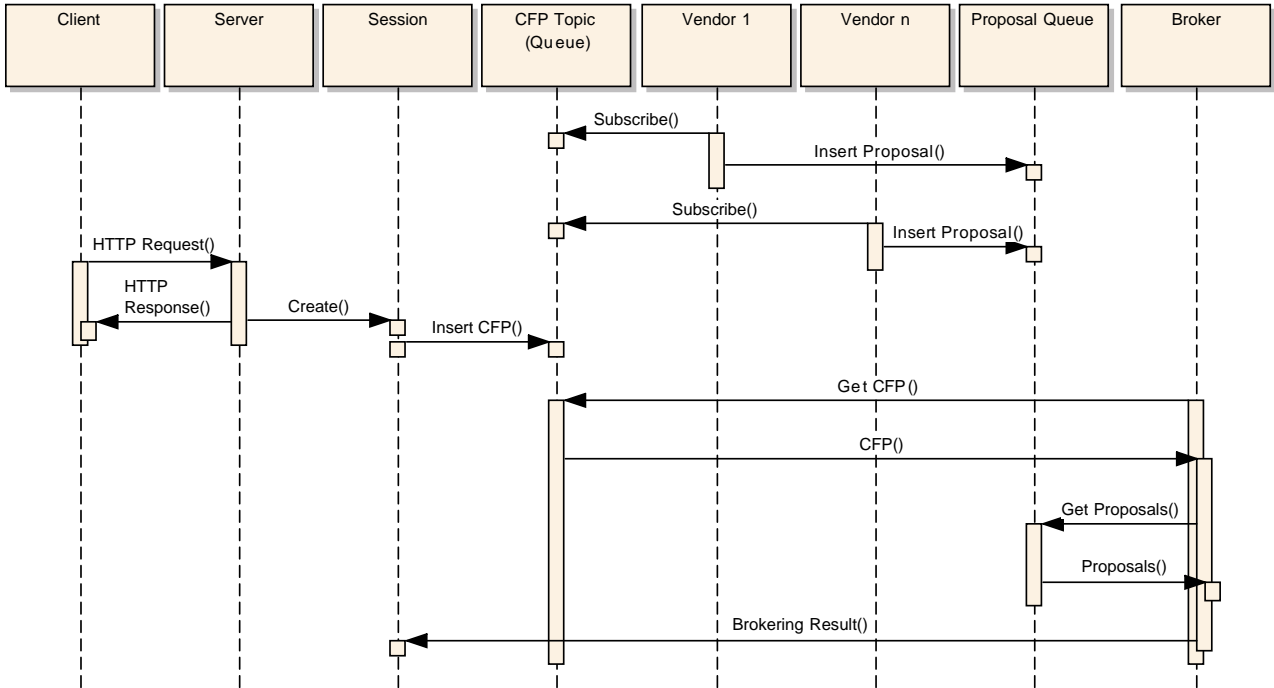 Client
Server
Session
CFP Topic
(Queue)
Vendor 1
Vendor n
Proposal Queue
Broker
Subscribe()
Insert Proposal()
Subscribe()
Insert Proposal()
HTTP Request()
HTTP
Response()
Create()
Insert CFP()
Get CFP()
CFP()
Get Proposals()
Proposals()
Brokering Result()